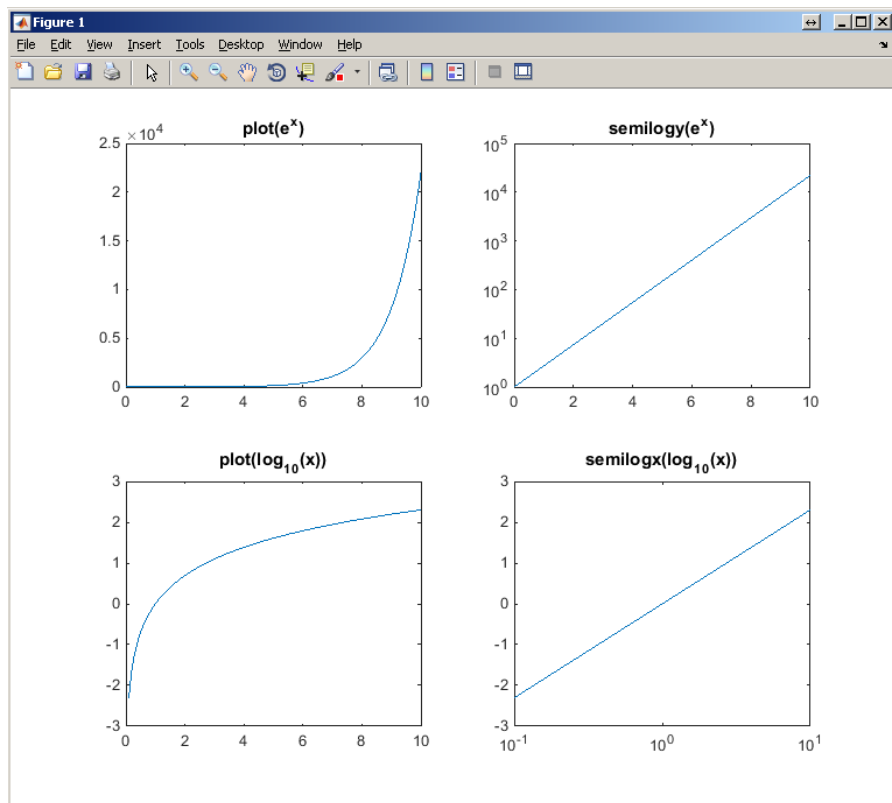 Figure 1
File Edit View Insert Tools Desktop Window Help
plot(e^x)
×10^4
2.5
2
1.5
1
0.5
0
0 2 4 6 8 10
semilogy(e^x)
10^5
10^4
10^3
10^2
10^1
10^0
0 2 4 6 8 10
plot(log_10(x))
3
2
1
0
-1
-2
-3
0 2 4 6 8 10
semilogx(log_10(x))
3
2
1
0
-1
-2
-3
10^-1 10^0 10^1